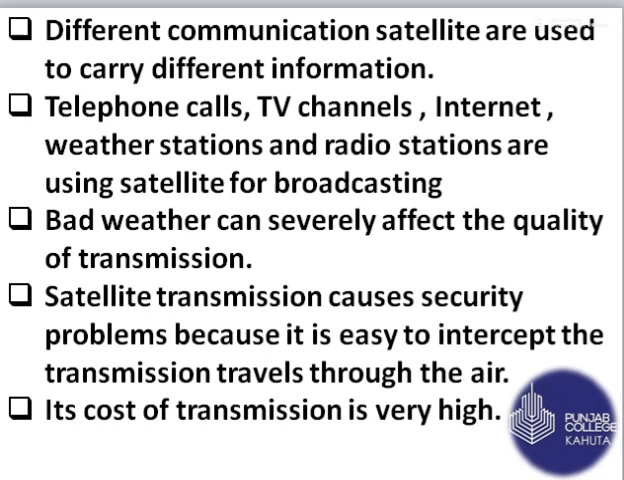 Different communication satellite are used
to carry different information.
Telephone calls, TV channels , Internet ,
weather stations and radio stations are
using satellite for broadcasting
Bad weather can severely affect the quality
of transmission.
Satellite transmission causes security
problems because it is easy to intercept the
transmission travels through the air.
Its cost of transmission is very high.
PUNJAB
COLLEGE
KAHUTA